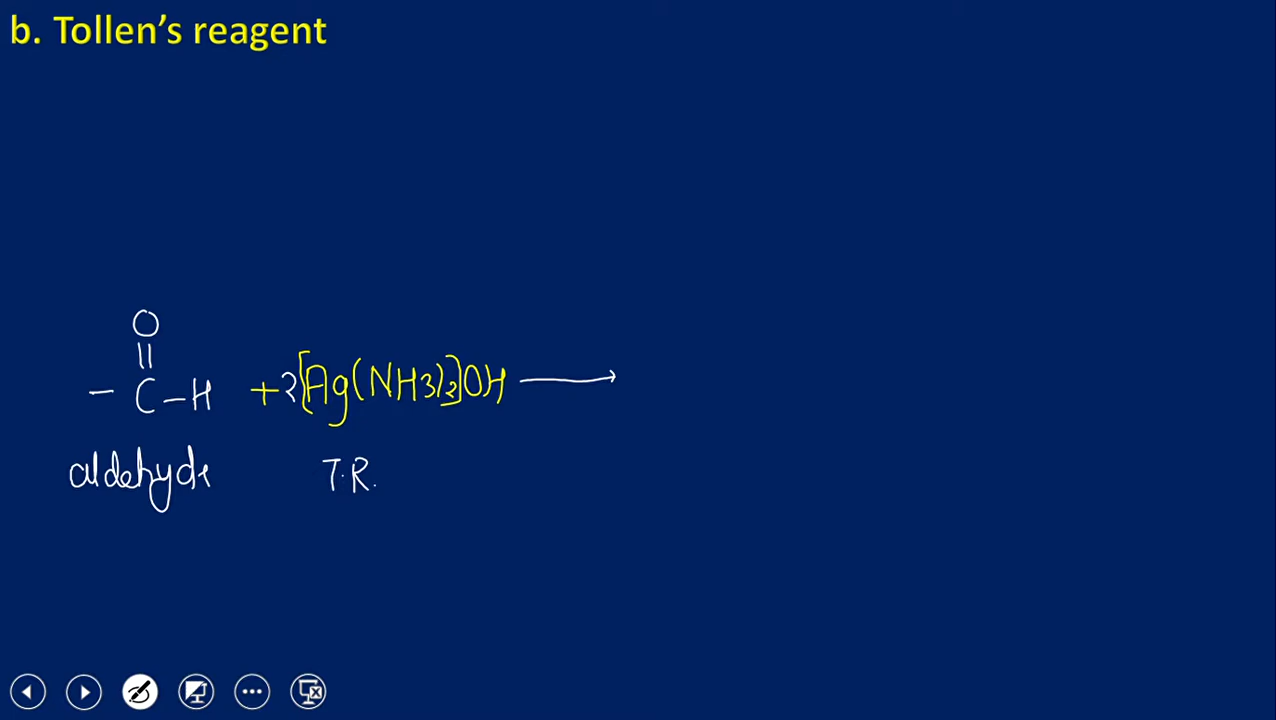 b. Tollen's reagent
O
||
– C – H + 2[Ag(NH3)2]OH ⟶
aldehyde T.R.